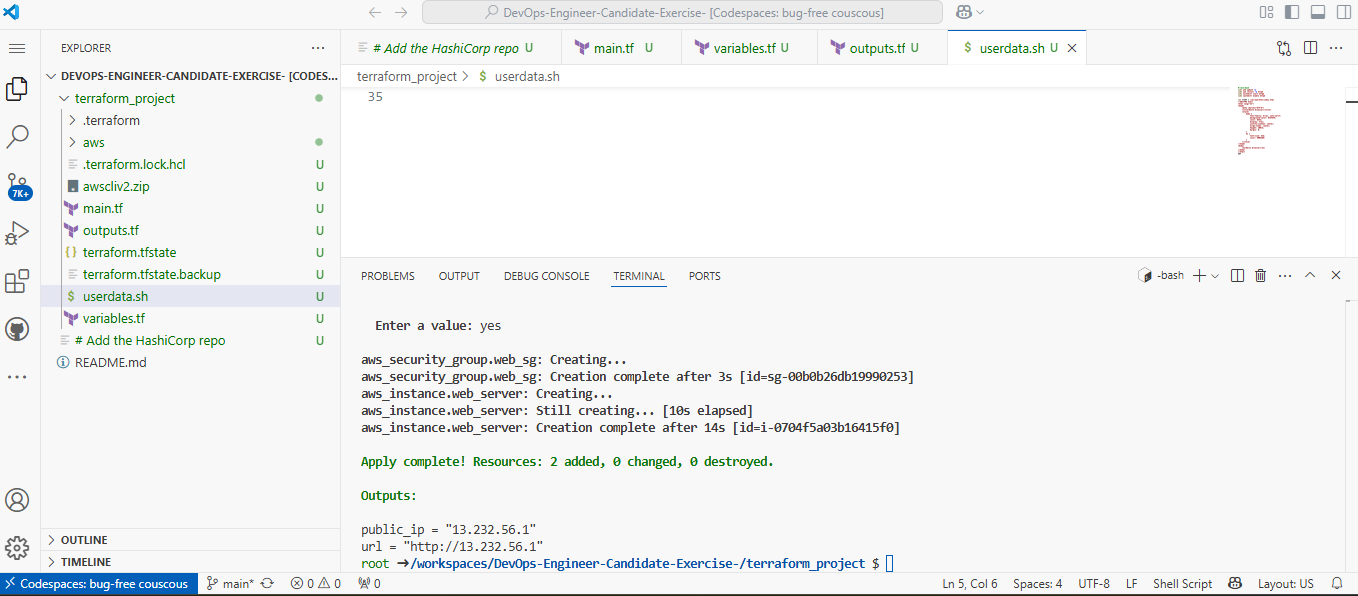 DevOps-Engineer-Candidate-Exercise- [Codespaces: bug-free couscous]
EXPLORER
DEVOPS-ENGINEER-CANDIDATE-EXERCISE- [CODES...
terraform_project
.terraform
aws
.terraform.lock.hcl U
awscliv2.zip U
main.tf U
outputs.tf U
terraform.tfstate U
terraform.tfstate.backup U
userdata.sh U
variables.tf U
# Add the HashiCorp repo U
README.md
OUTLINE
TIMELINE
7K+
# Add the HashiCorp repo U main.tf U variables.tf U outputs.tf U userdata.sh U
terraform_project > $ userdata.sh
35
PROBLEMS OUTPUT DEBUG CONSOLE TERMINAL PORTS
-bash
Enter a value: yes
aws_security_group.web_sg: Creating...
aws_security_group.web_sg: Creation complete after 3s [id=sg-00b0b26db19990253]
aws_instance.web_server: Creating...
aws_instance.web_server: Still creating... [10s elapsed]
aws_instance.web_server: Creation complete after 14s [id=i-0704f5a03b16415f0]
Apply complete! Resources: 2 added, 0 changed, 0 destroyed.
Outputs:
public_ip = "13.232.56.1"
url = "http://13.232.56.1"
root ➜/workspaces/DevOps-Engineer-Candidate-Exercise-/terraform_project $
Codespaces: bug-free couscous main* 0 0 0 Ln 5, Col 6 Spaces: 4 UTF-8 LF Shell Script Layout: US